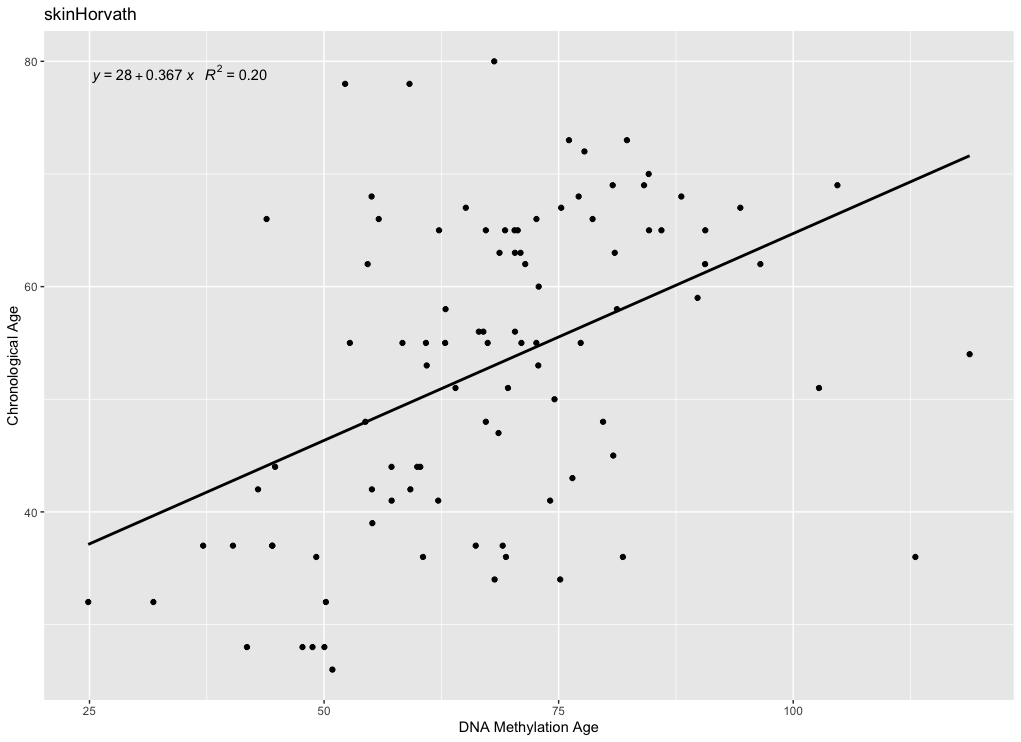 skinHorvath
y = 28 + 0.367 x R² = 0.20
80
60
40
Chronological Age
25
50
75
100
DNA Methylation Age